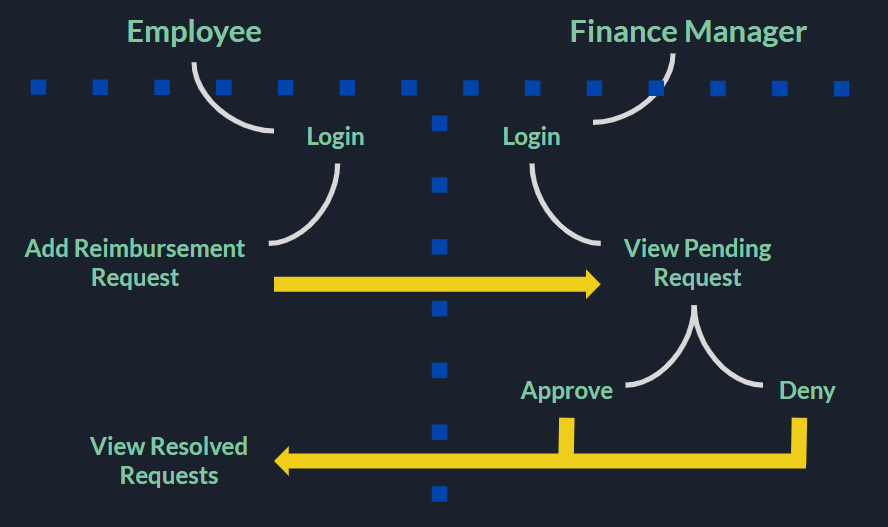 Employee
Finance Manager
Login
Login
Add Reimbursement
Request
View Pending
Request
Approve
Deny
View Resolved
Requests